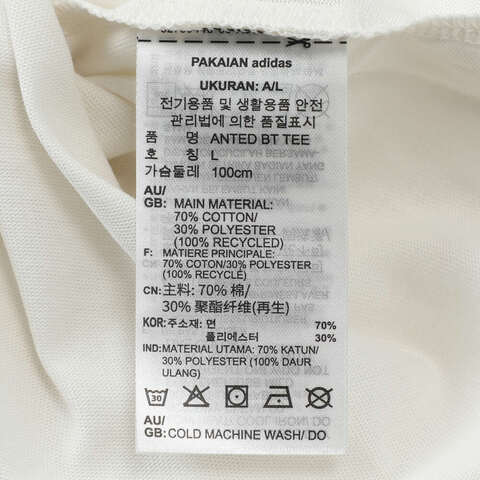 PAKAIAN adidas
UKURAN: A/L
전기용품 및 생활용품 안전
관리법에 의한 품질표시
품 명 ANTED BT TEE
호 칭 L
가슴둘레 100cm
AU/
GB: MAIN MATERIAL:
70% COTTON/
30% POLYESTER
(100% RECYCLED)
F: MATIERE PRINCIPALE:
70% COTON/30% POLYESTER
(100% RECYCLE)
CN: 主料: 70% 棉/
30% 聚酯纤维(再生)
KOR: 주소재: 면 70%
폴리에스터 30%
IND: MATERIAL UTAMA: 70% KATUN/
30% POLYESTER (100% DAUR
ULANG)
30
AU/
GB: COLD MACHINE WASH/ DO